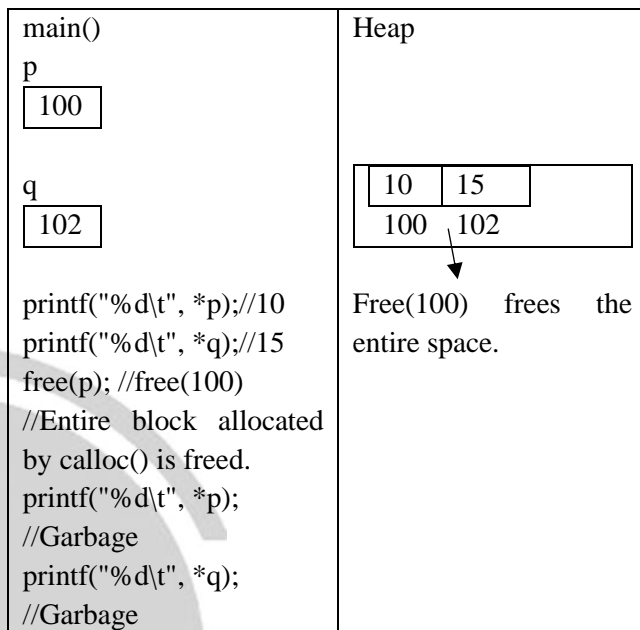 main()
p
100
q
102
printf("%d\t", *p);//10
printf("%d\t", *q);//15
free(p); //free(100)
//Entire block allocated
by calloc() is freed.
printf("%d\t", *p);
//Garbage
printf("%d\t", *q);
//Garbage
Heap
10 15
100 102
Free(100) frees the
entire space.